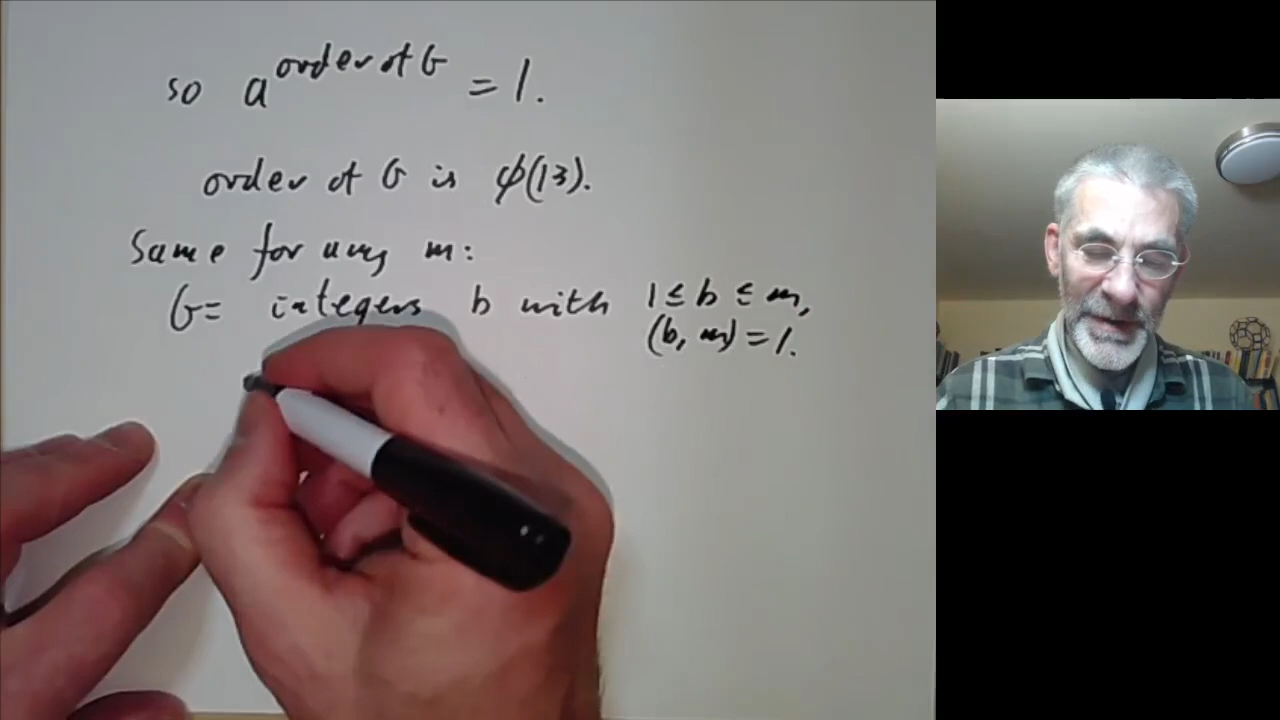 so a^order of G = 1.
order of G is φ(13).
Same for any m:
G = integers b with 1 ≤ b ≤ m,
(b, m) = 1.